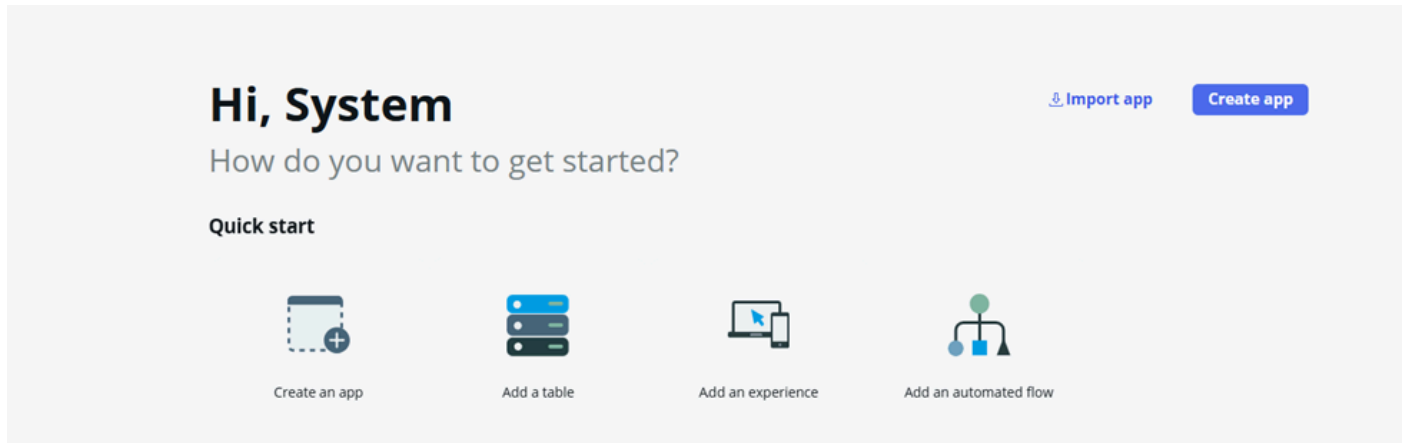 Hi, System
Import app
Create app
How do you want to get started?
Quick start
Create an app
Add a table
Add an experience
Add an automated flow